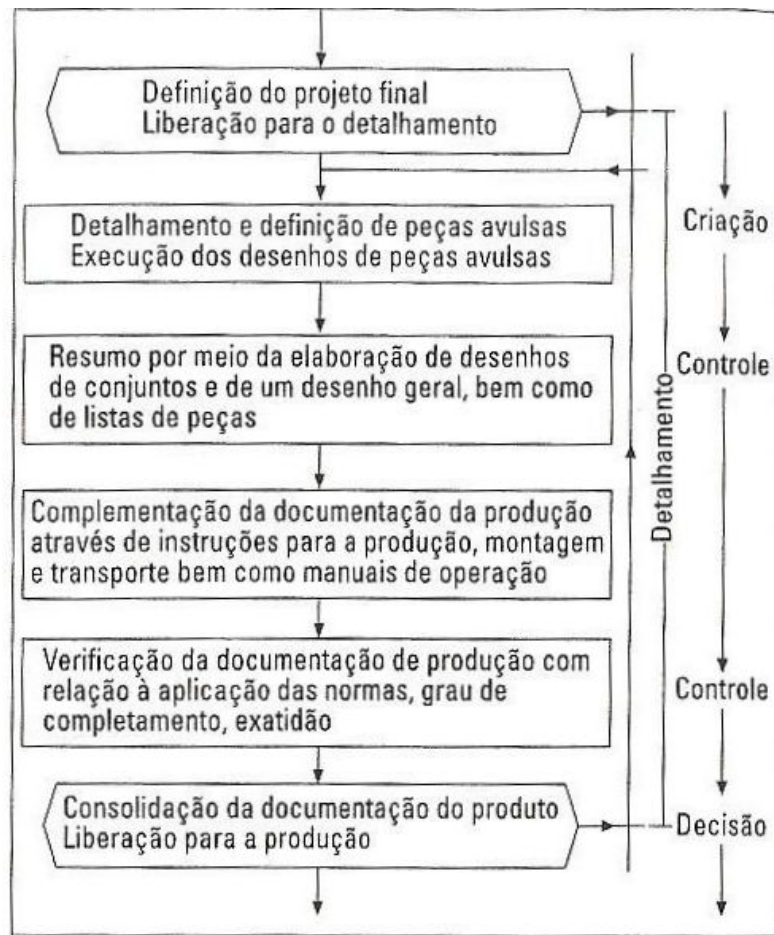 Definição do projeto final
Liberação para o detalhamento
Detalhamento e definição de peças avulsas
Execução dos desenhos de peças avulsas
Criação
Resumo por meio da elaboração de desenhos
de conjuntos e de um desenho geral, bem como
de listas de peças
Controle
Detalhamento
Complementação da documentação da produção
através de instruções para a produção, montagem
e transporte bem como manuais de operação
Verificação da documentação de produção com
relação à aplicação das normas, grau de
completamento, exatidão
Controle
Consolidação da documentação do produto
Liberação para a produção
Decisão